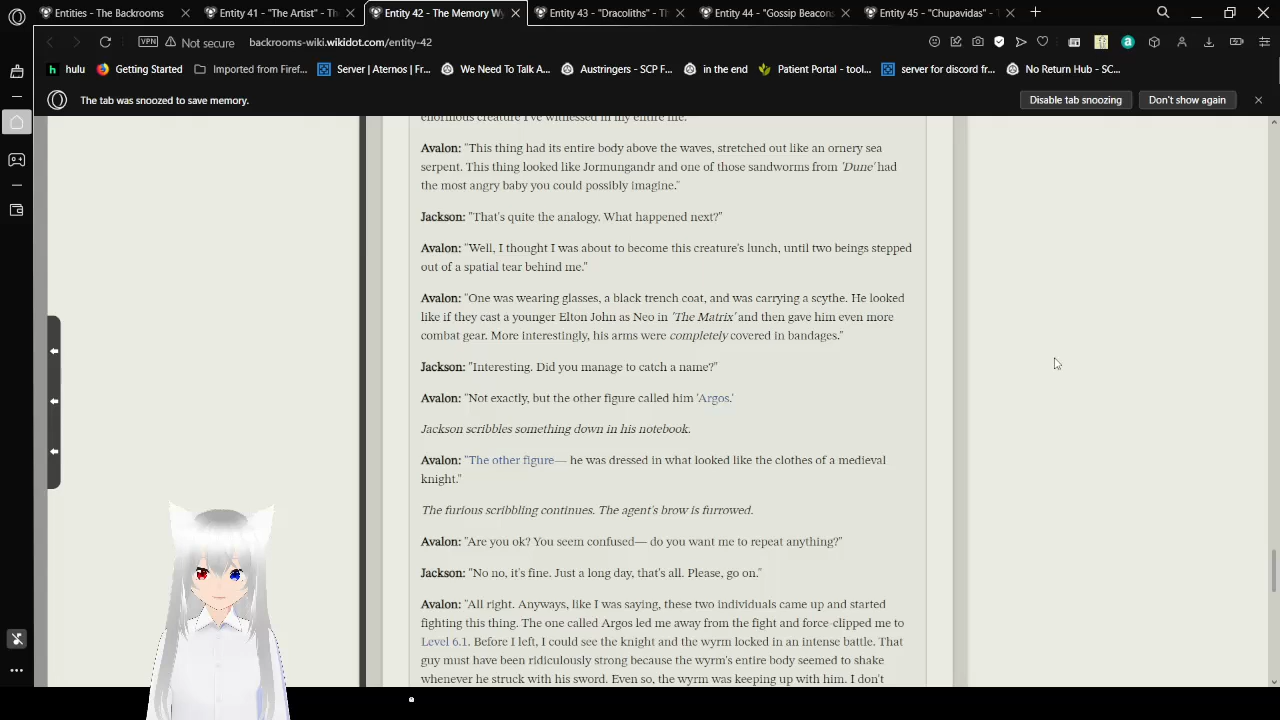 Entities - The Backrooms
Entity 41 - "The Artist" - Th
Entity 42 - The Memory Wy
Entity 43 - "Dracoliths" - Th
Entity 44 - "Gossip Beacons
Entity 45 - "Chupavidas" - T
VPN Not secure backrooms-wiki.wikidot.com/entity-42
hulu Getting Started Imported from Firef... Server | Aternos | Fr... We Need To Talk A... Austringers - SCP F... in the end Patient Portal - tool... server for discord fr... No Return Hub - SC...
The tab was snoozed to save memory. Disable tab snoozing Don't show again
enormous creature I've witnessed in my entire life.
Avalon: "This thing had its entire body above the waves, stretched out like an ornery sea
serpent. This thing looked like Jormungandr and one of those sandworms from 'Dune' had
the most angry baby you could possibly imagine."
Jackson: "That's quite the analogy. What happened next?"
Avalon: "Well, I thought I was about to become this creature's lunch, until two beings stepped
out of a spatial tear behind me."
Avalon: "One was wearing glasses, a black trench coat, and was carrying a scythe. He looked
like if they cast a younger Elton John as Neo in 'The Matrix' and then gave him even more
combat gear. More interestingly, his arms were completely covered in bandages."
Jackson: "Interesting. Did you manage to catch a name?"
Avalon: "Not exactly, but the other figure called him 'Argos.'
Jackson scribbles something down in his notebook.
Avalon: "The other figure— he was dressed in what looked like the clothes of a medieval
knight."
The furious scribbling continues. The agent's brow is furrowed.
Avalon: "Are you ok? You seem confused— do you want me to repeat anything?"
Jackson: "No no, it's fine. Just a long day, that's all. Please, go on."
Avalon: "All right. Anyways, like I was saying, these two individuals came up and started
fighting this thing. The one called Argos led me away from the fight and force-clipped me to
Level 6.1. Before I left, I could see the knight and the wyrm locked in an intense battle. That
guy must have been ridiculously strong because the wyrm's entire body seemed to shake
whenever he struck with his sword. Even so, the wyrm was keeping up with him. I don't